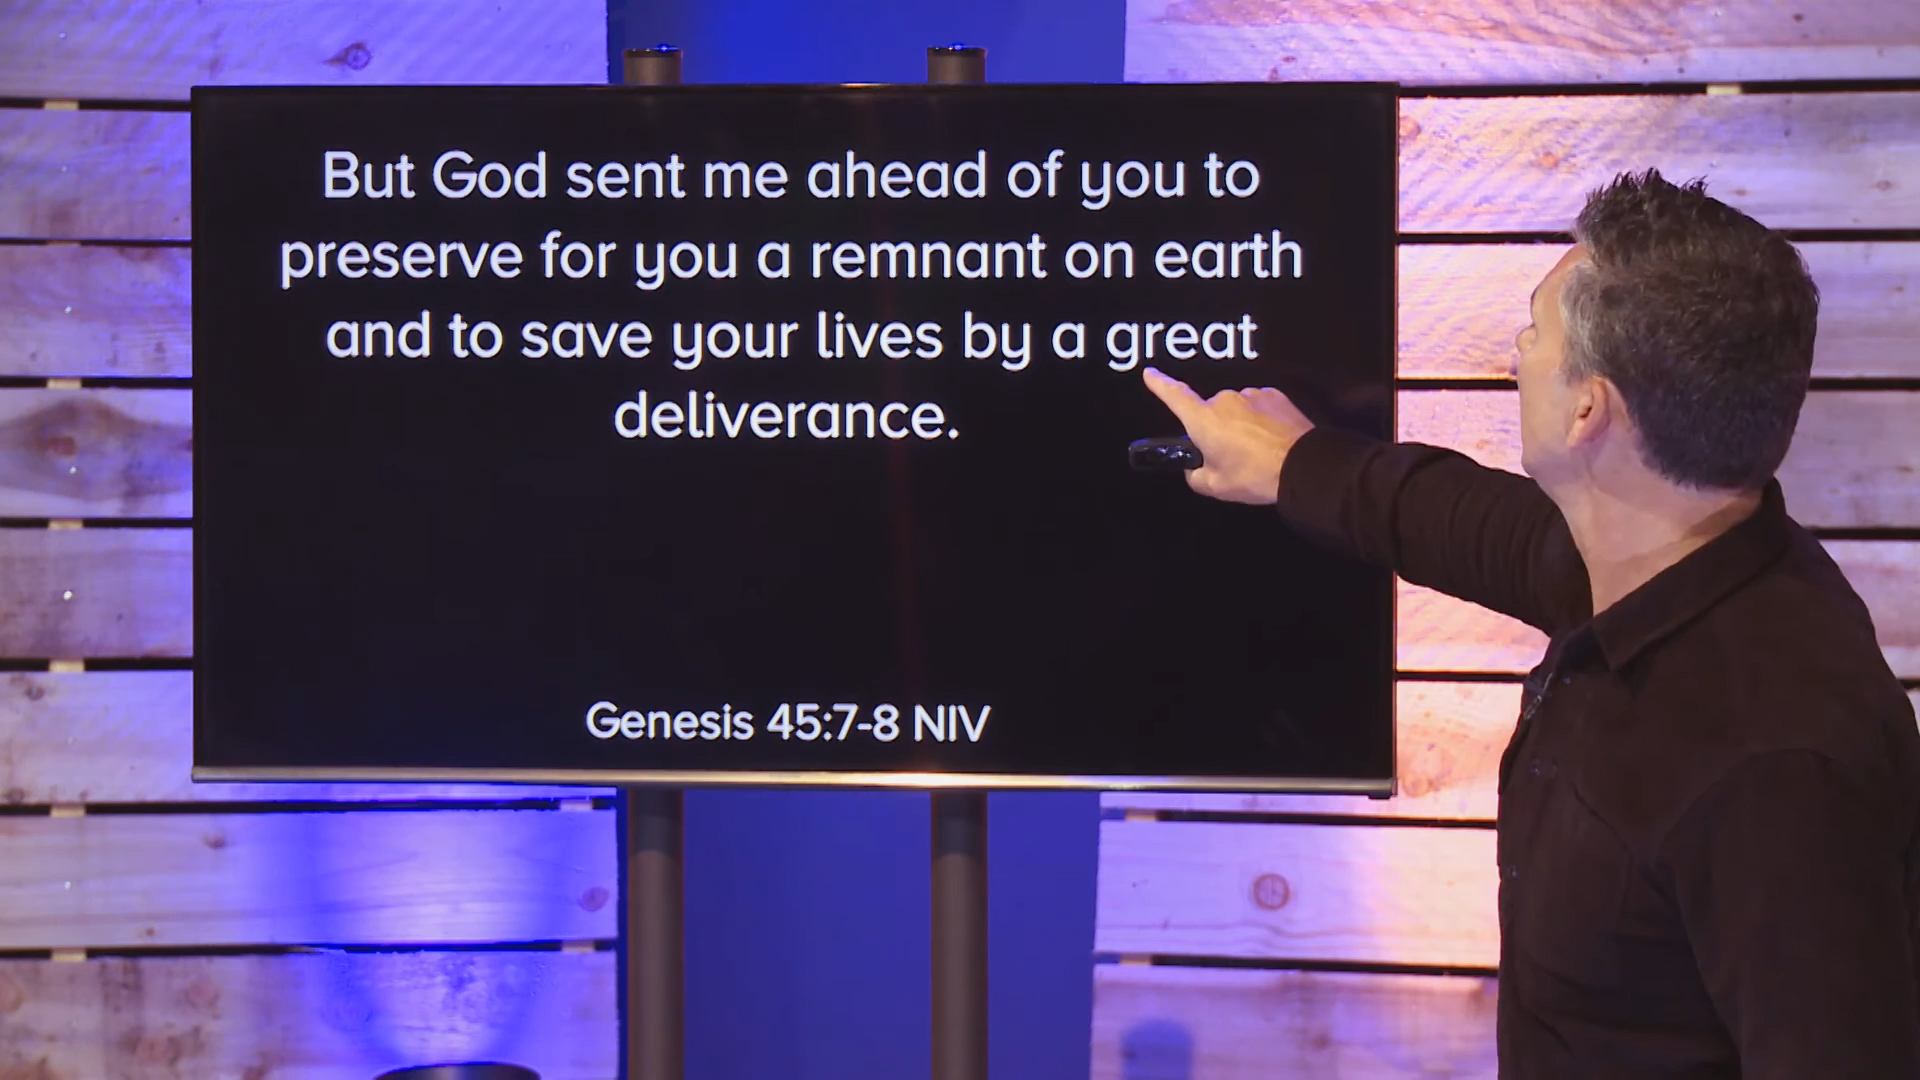 But God sent me ahead of you to
preserve for you a remnant on earth
and to save your lives by a great
deliverance.
Genesis 45:7-8 NIV